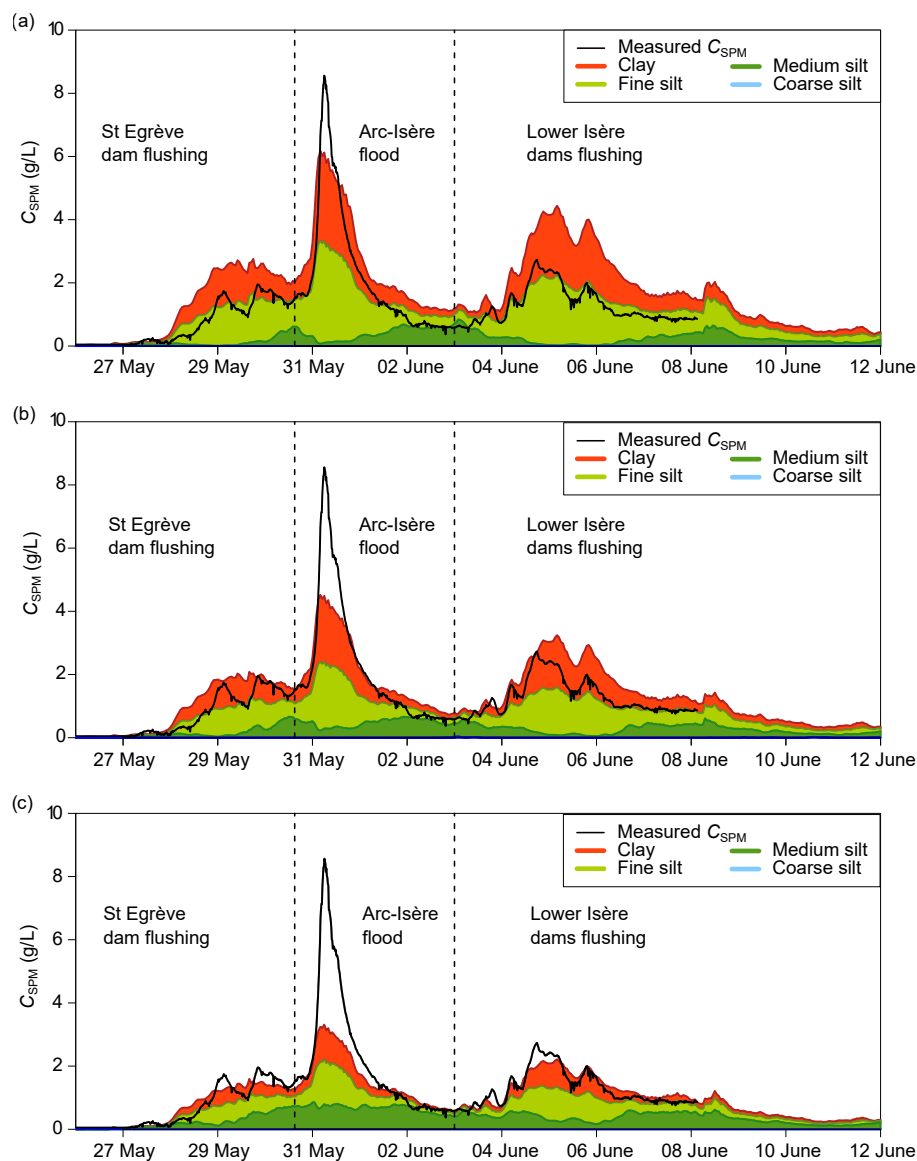 (a)
10
8
6
4
2
0
C_SPM (g/L)
Measured C_SPM
Clay
Medium silt
Fine silt
Coarse silt
St Egrève
dam flushing
Arc-Isère
flood
Lower Isère
dams flushing
27 May 29 May 31 May 02 June 04 June 06 June 08 June 10 June 12 June
(b)
10
8
6
4
2
0
C_SPM (g/L)
Measured C_SPM
Clay
Medium silt
Fine silt
Coarse silt
St Egrève
dam flushing
Arc-Isère
flood
Lower Isère
dams flushing
27 May 29 May 31 May 02 June 04 June 06 June 08 June 10 June 12 June
(c)
10
8
6
4
2
0
C_SPM (g/L)
Measured C_SPM
Clay
Medium silt
Fine silt
Coarse silt
St Egrève
dam flushing
Arc-Isère
flood
Lower Isère
dams flushing
27 May 29 May 31 May 02 June 04 June 06 June 08 June 10 June 12 June